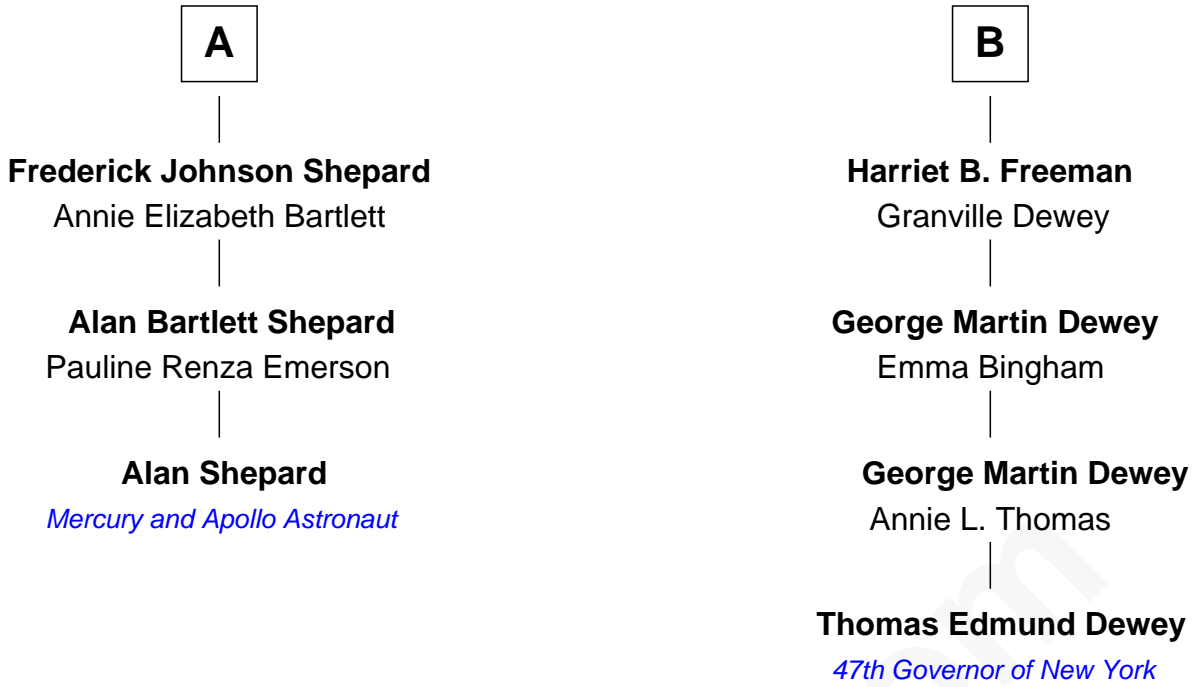 A
Frederick Johnson Shepard
Annie Elizabeth Bartlett
Alan Bartlett Shepard
Pauline Renza Emerson
Alan Shepard
Mercury and Apollo Astronaut
B
Harriet B. Freeman
Granville Dewey
George Martin Dewey
Emma Bingham
George Martin Dewey
Annie L. Thomas
Thomas Edmund Dewey
47th Governor of New York